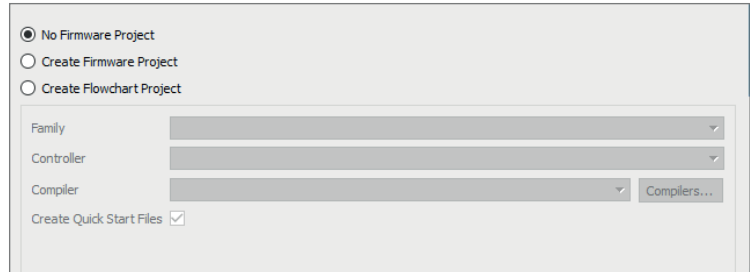 No Firmware Project
Create Firmware Project
Create Flowchart Project
Family
Controller
Compiler
Compilers...
Create Quick Start Files